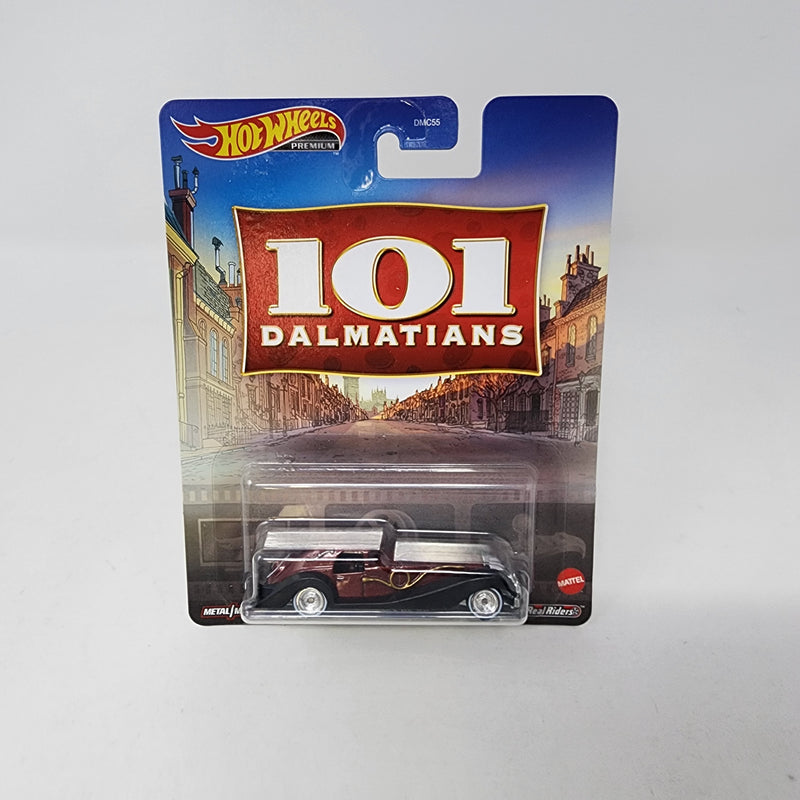 HOT WHEELS
PREMIUM
DMC55
101
DALMATIANS
MATTEL
METAL/M
Real Riders